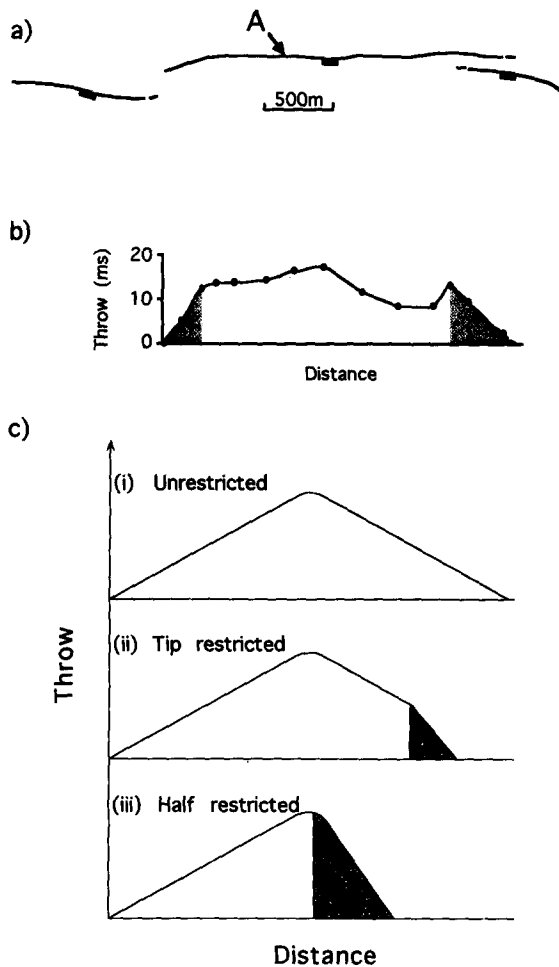 a)
A
500m
b)
20
10
0
Throw (ms)
Distance
c)
(i) Unrestricted
(ii) Tip restricted
(iii) Half restricted
Throw
Distance